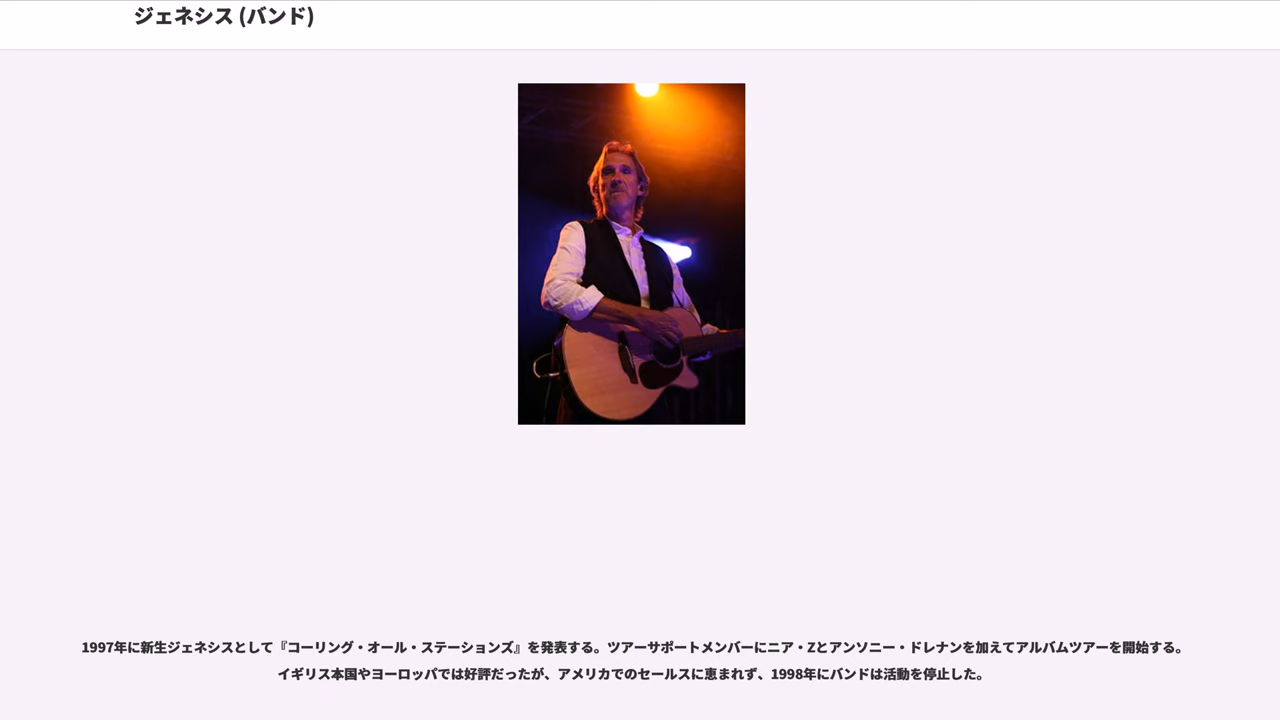 ジェネシス (バンド)
1997年に新生ジェネシスとして『コーリング・オール・ステーションズ』を発表する。ツアーサポートメンバーにニア・Zとアンソニー・ドレナンを加えてアルバムツアーを開始する。
イギリス本国やヨーロッパでは好評だったが、アメリカでのセールスに恵まれず、1998年にバンドは活動を停止した。